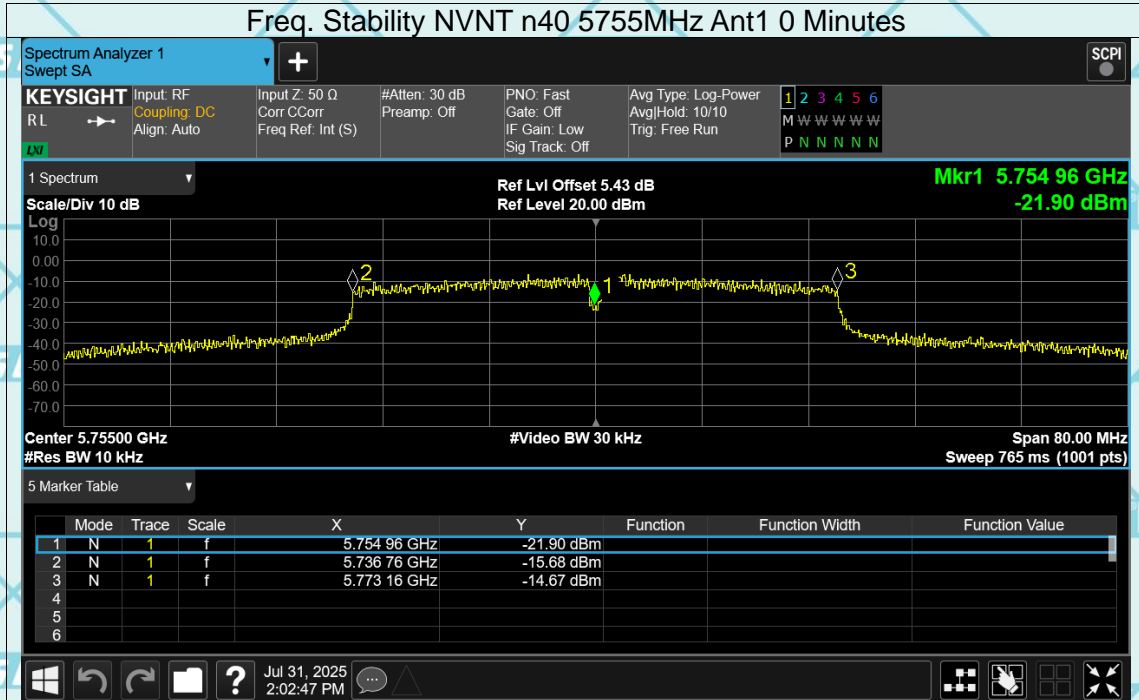 Freq. Stability NVNT n40 5755MHz Ant1 0 Minutes
Spectrum Analyzer 1
Swept SA
+
SCPI
KEYSIGHT
RL
LXI
Input: RF
Coupling: DC
Align: Auto
Input Z: 50 Ω
Corr CCorr
Freq Ref: Int (S)
#Atten: 30 dB
Preamp: Off
PNO: Fast
Gate: Off
IF Gain: Low
Sig Track: Off
Avg Type: Log-Power
Avg|Hold: 10/10
Trig: Free Run
1 2 3 4 5 6
M W W W W W
P N N N N N
1 Spectrum
Scale/Div 10 dB
Ref Lvl Offset 5.43 dB
Ref Level 20.00 dBm
Mkr1 5.754 96 GHz
-21.90 dBm
Log
10.0
0.00
-10.0
-20.0
-30.0
-40.0
-50.0
-60.0
-70.0
2
1
3
Center 5.75500 GHz
#Video BW 30 kHz
Span 80.00 MHz
#Res BW 10 kHz
Sweep 765 ms (1001 pts)
5 Marker Table
Mode Trace Scale X Y Function Function Width Function Value
1 N 1 f 5.754 96 GHz -21.90 dBm
2 N 1 f 5.736 76 GHz -15.68 dBm
3 N 1 f 5.773 16 GHz -14.67 dBm
4
5
6
?
Jul 31, 2025
2:02:47 PM